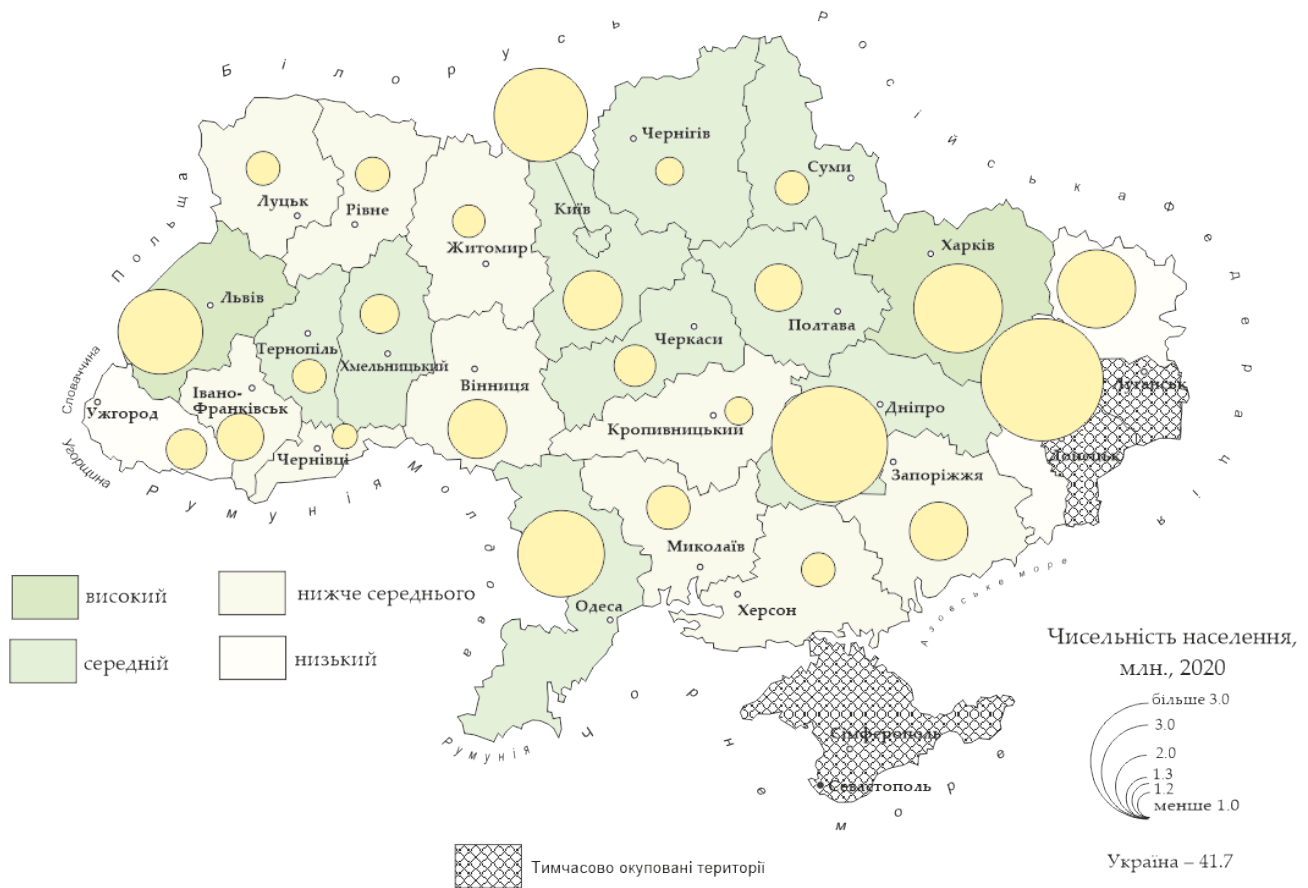 Білорусь
Російська Федерація
Польща
Словаччина
Угорщина
Румунія
Молдова
Румунія
Чорне море
Азовське море
Чернігів
Суми
Луцьк
Рівне
Київ
Житомир
Харків
Львів
Полтава
Черкаси
Тернопіль
Хмельницький
Луганськ
Вінниця
Івано-
Франківськ
Ужгород
Дніпро
Кропивницький
Чернівці
Донецьк
Запоріжжя
Миколаїв
Херсон
Одеса
Сімферополь
Севастополь
високий
нижче середнього
середній
низький
Чисельність населення,
млн., 2020
більше 3.0
3.0
2.0
1.3
1.2
менше 1.0
Україна – 41.7
Тимчасово окуповані території